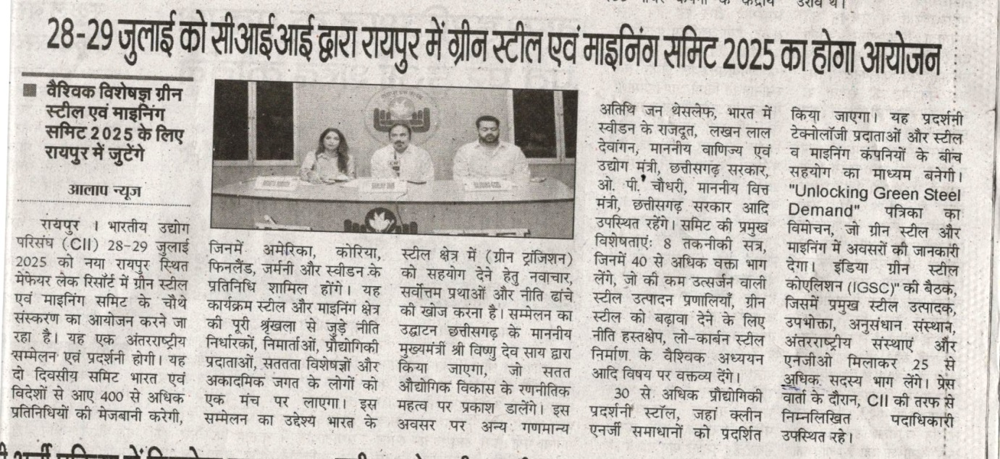 28-29 जुलाई को सीआईआई द्वारा रायपुर में ग्रीन स्टील एवं माइनिंग समिट 2025 का होगा आयोजन
वैश्विक विशेषज्ञ ग्रीन
स्टील एवं माइनिंग
समिट 2025 के लिए
रायपुर में जुटेंगे
आलाप न्यूज
रायपुर । भारतीय उद्योग
परिसंघ (CII) 28-29 जुलाई
2025 को नया रायपुर स्थित
मेफेयर लेक रिसॉर्ट में ग्रीन स्टील
एवं माइनिंग समिट के चौथे
संस्करण का आयोजन करने जा
रहा है। यह एक अंतरराष्ट्रीय
सम्मेलन एवं प्रदर्शनी होगी। यह
दो दिवसीय समिट भारत एवं
विदेशों से आए 400 से अधिक
प्रतिनिधियों की मेजबानी करेगी,
जिनमें अमेरिका, कोरिया,
फिनलैंड, जर्मनी और स्वीडन के
प्रतिनिधि शामिल होंगे। यह
कार्यक्रम स्टील और माइनिंग क्षेत्र
की पूरी श्रृंखला से जुड़े नीति
निर्धारकों, निमार्ताओं, प्रौद्योगिकी
प्रदाताओं, सततता विशेषज्ञों और
अकादमिक जगत के लोगों को
एक मंच पर लाएगा। इस
सम्मेलन का उद्देश्य भारत के
स्टील क्षेत्र में (ग्रीन ट्रांजिशन)
को सहयोग देने हेतु नवाचार,
सर्वोत्तम प्रथाओं और नीति ढांचे
की खोज करना है। सम्मेलन का
उद्घाटन छत्तीसगढ़ के माननीय
मुख्यमंत्री श्री विष्णु देव साय द्वारा
किया जाएगा, जो सतत
औद्योगिक विकास के रणनीतिक
महत्व पर प्रकाश डालेंगे। इस
अवसर पर अन्य गणमान्य
अतिथि जन थेसलेफ, भारत में
स्वीडन के राजदूत, लखन लाल
देवांगन, माननीय वाणिज्य एवं
उद्योग मंत्री, छत्तीसगढ़ सरकार,
ओ. पी. चौधरी, माननीय वित्त
मंत्री, छत्तीसगढ़ सरकार आदि
उपस्थित रहेंगे। समिट की प्रमुख
विशेषताएं: 8 तकनीकी सत्र,
जिनमें 40 से अधिक वक्ता भाग
लेंगे, जो की कम उत्सर्जन वाली
स्टील उत्पादन प्रणालियाँ, ग्रीन
स्टील को बढ़ावा देने के लिए
नीति हस्तक्षेप, लो-कार्बन स्टील
निर्माण के वैश्विक अध्ययन
आदि विषय पर वक्तव्य देंगे।
30 से अधिक प्रौद्योगिकी
प्रदर्शनी स्टॉल, जहां क्लीन
एनर्जी समाधानों को प्रदर्शित
किया जाएगा। यह प्रदर्शनी
टेक्नोलॉजी प्रदाताओं और स्टील
व माइनिंग कंपनियों के बीच
सहयोग का माध्यम बनेगी।
"Unlocking Green Steel
Demand" पत्रिका का
विमोचन, जो ग्रीन स्टील और
माइनिंग में अवसरों की जानकारी
देगा। इंडिया ग्रीन स्टील
कोएलिशन (IGSC)" की बैठक,
जिसमें प्रमुख स्टील उत्पादक,
उपभोक्ता, अनुसंधान संस्थान,
अंतरराष्ट्रीय संस्थाएं और
एनजीओ मिलाकर 25 से
अधिक सदस्य भाग लेंगे। प्रेस
वार्ता के दौरान, CII की तरफ से
निम्नलिखित पदाधिकारी
उपस्थित रहे।